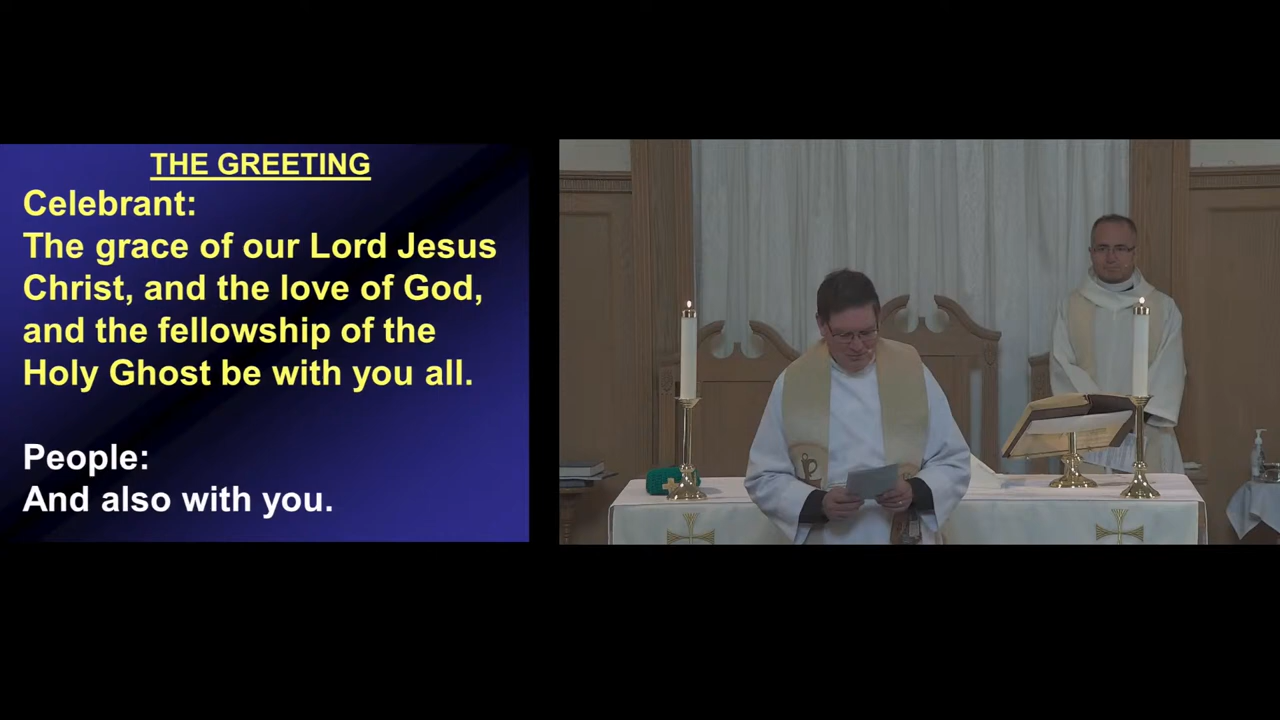 THE GREETING
Celebrant:
The grace of our Lord Jesus
Christ, and the love of God,
and the fellowship of the
Holy Ghost be with you all.
People:
And also with you.